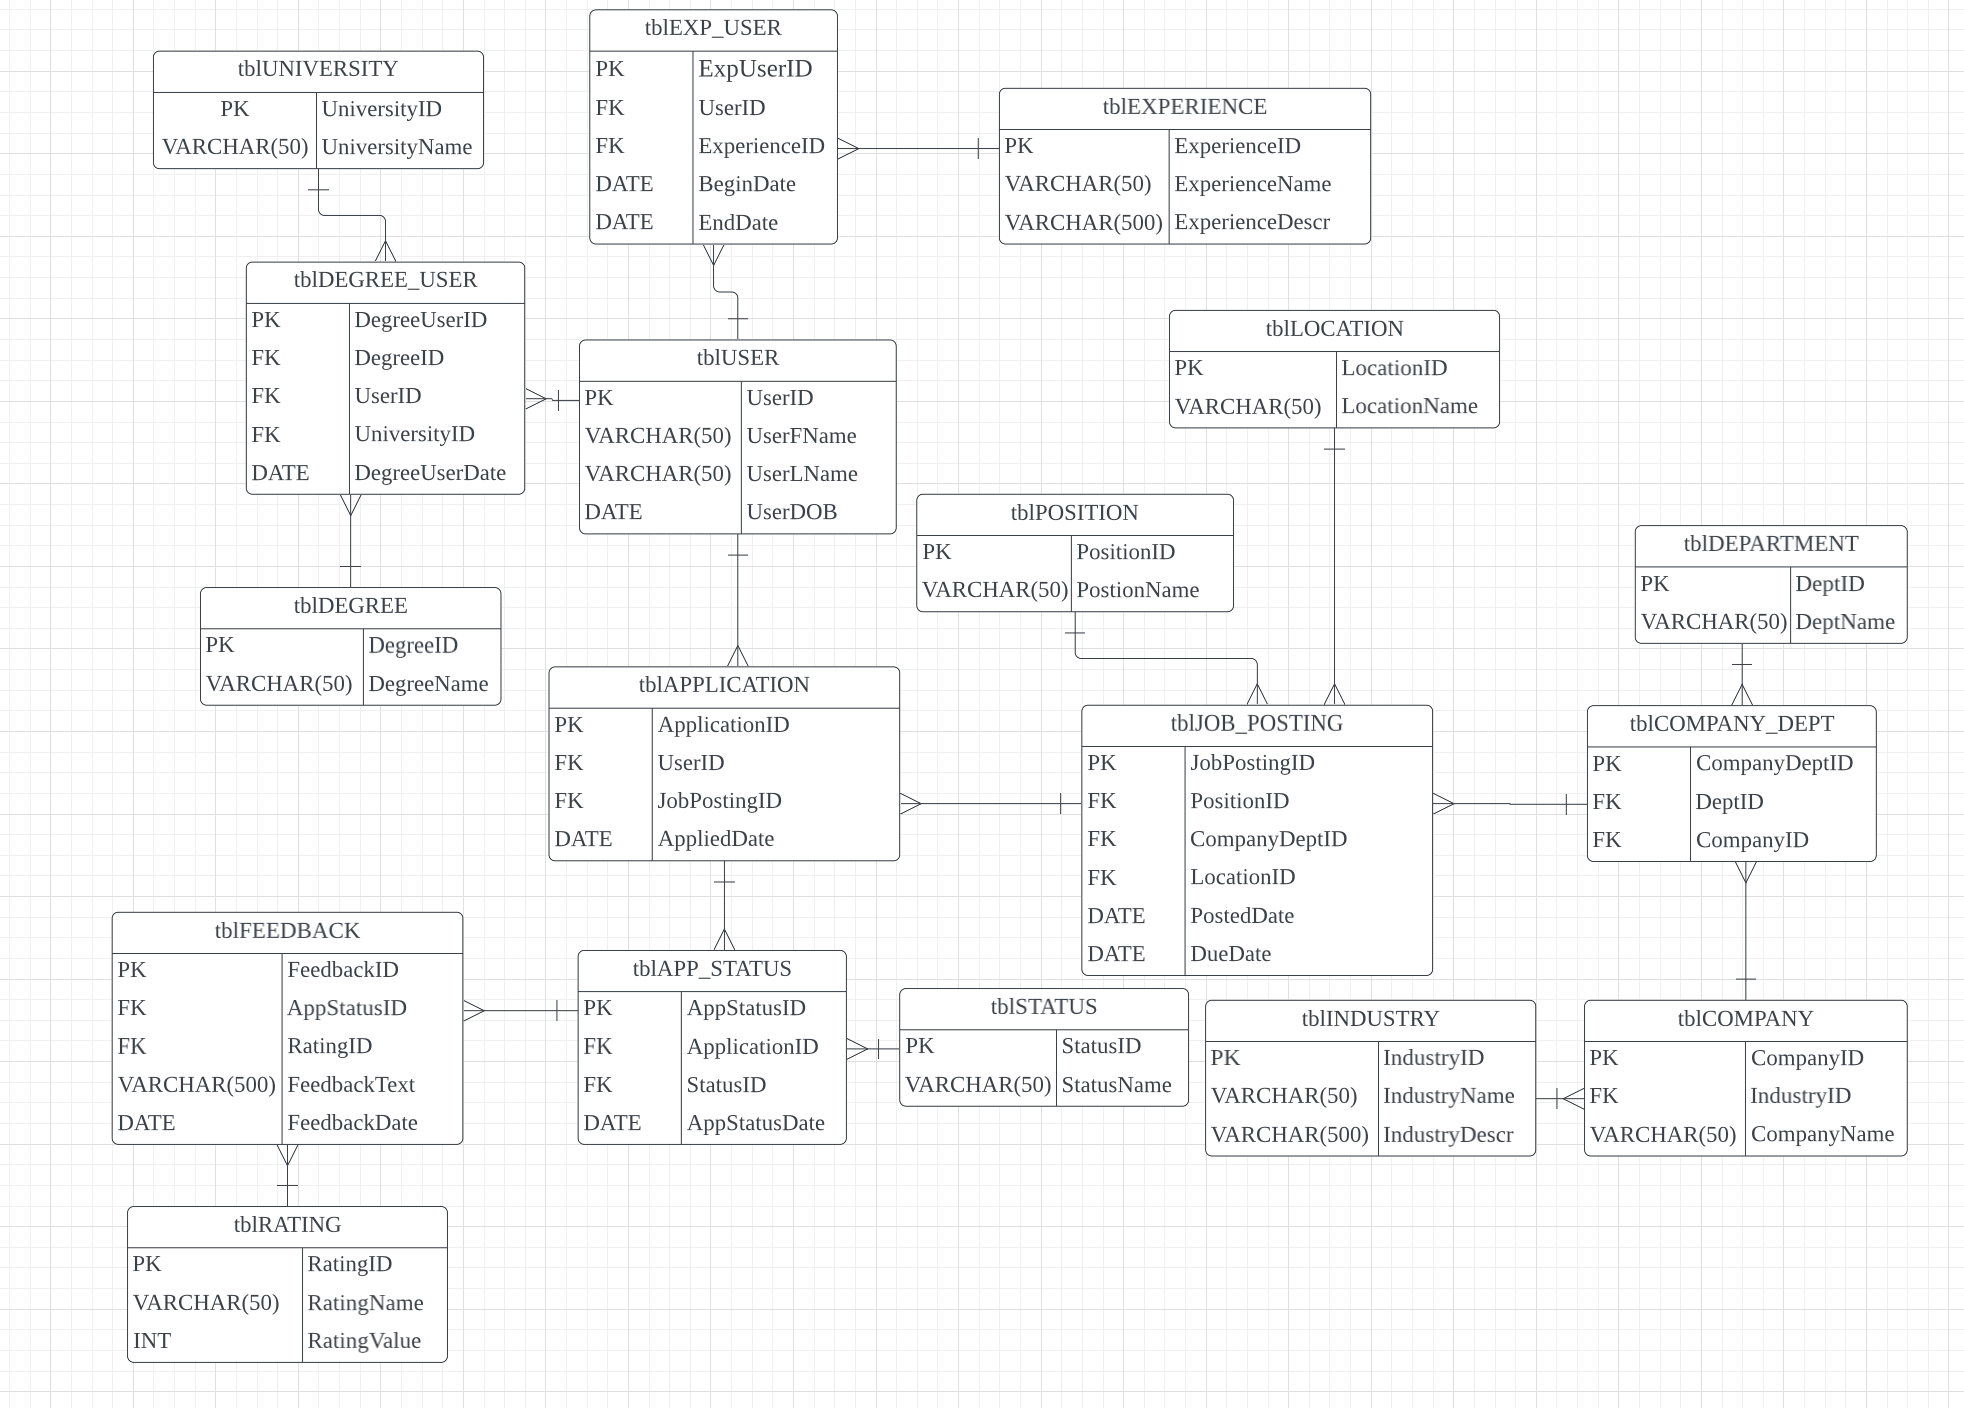 tblEXP_USER
PK ExpUserID
FK UserID
FK ExperienceID
DATE BeginDate
DATE EndDate
tblUNIVERSITY
PK UniversityID
VARCHAR(50) UniversityName
tblEXPERIENCE
PK ExperienceID
VARCHAR(50) ExperienceName
VARCHAR(500) ExperienceDescr
tblDEGREE_USER
PK DegreeUserID
FK DegreeID
FK UserID
FK UniversityID
DATE DegreeUserDate
tblUSER
PK UserID
VARCHAR(50) UserFName
VARCHAR(50) UserLName
DATE UserDOB
tblLOCATION
PK LocationID
VARCHAR(50) LocationName
tblPOSITION
PK PositionID
VARCHAR(50) PostionName
tblDEPARTMENT
PK DeptID
VARCHAR(50) DeptName
tblDEGREE
PK DegreeID
VARCHAR(50) DegreeName
tblAPPLICATION
PK ApplicationID
FK UserID
FK JobPostingID
DATE AppliedDate
tblJOB_POSTING
PK JobPostingID
FK PositionID
FK CompanyDeptID
FK LocationID
DATE PostedDate
DATE DueDate
tblCOMPANY_DEPT
PK CompanyDeptID
FK DeptID
FK CompanyID
tblFEEDBACK
PK FeedbackID
FK AppStatusID
FK RatingID
VARCHAR(500) FeedbackText
DATE FeedbackDate
tblAPP_STATUS
PK AppStatusID
FK ApplicationID
FK StatusID
DATE AppStatusDate
tblSTATUS
PK StatusID
VARCHAR(50) StatusName
tblINDUSTRY
PK IndustryID
VARCHAR(50) IndustryName
VARCHAR(500) IndustryDescr
tblCOMPANY
PK CompanyID
FK IndustryID
VARCHAR(50) CompanyName
tblRATING
PK RatingID
VARCHAR(50) RatingName
INT RatingValue